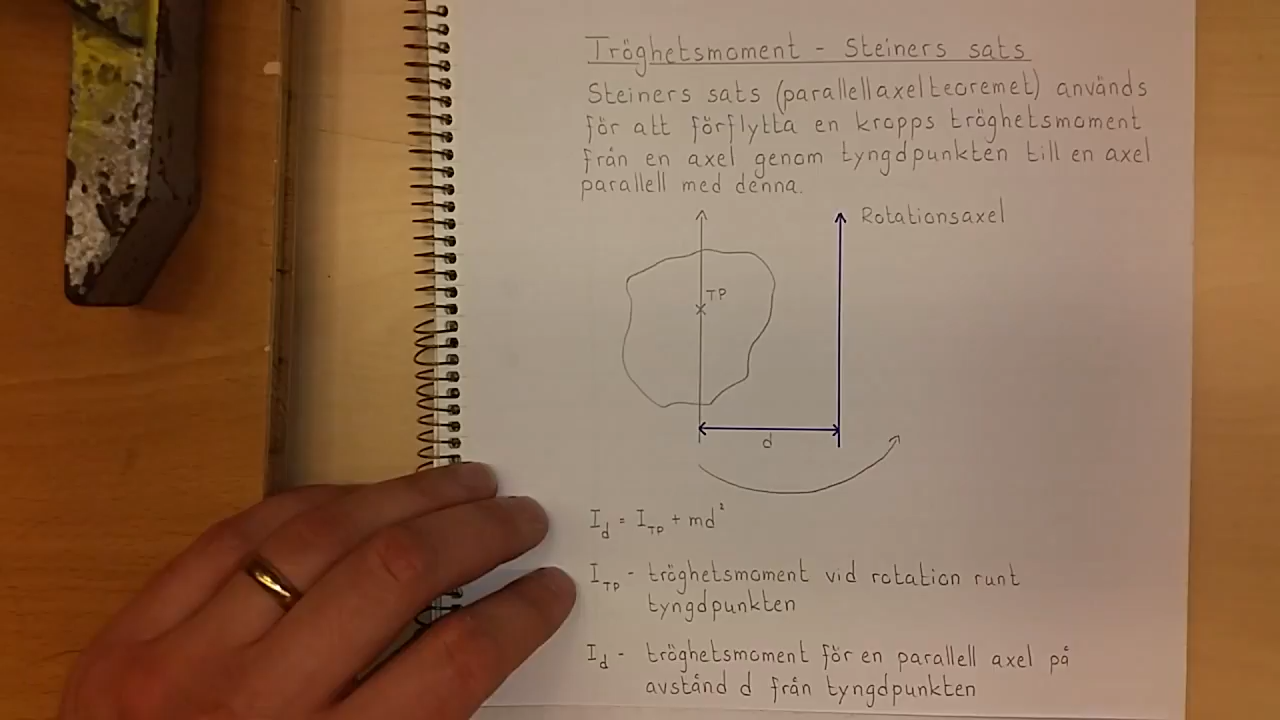 Tröghetsmoment - Steiners sats
Steiners sats (parallellaxelteoremet) används
för att förflytta en kropps tröghetsmoment
från en axel genom tyngdpunkten till en axel
parallell med denna.
Rotationsaxel
TP
d
I_d = I_TP + md²
I_TP - tröghetsmoment vid rotation runt
tyngdpunkten
I_d - tröghetsmoment för en parallell axel på
avstånd d från tyngdpunkten